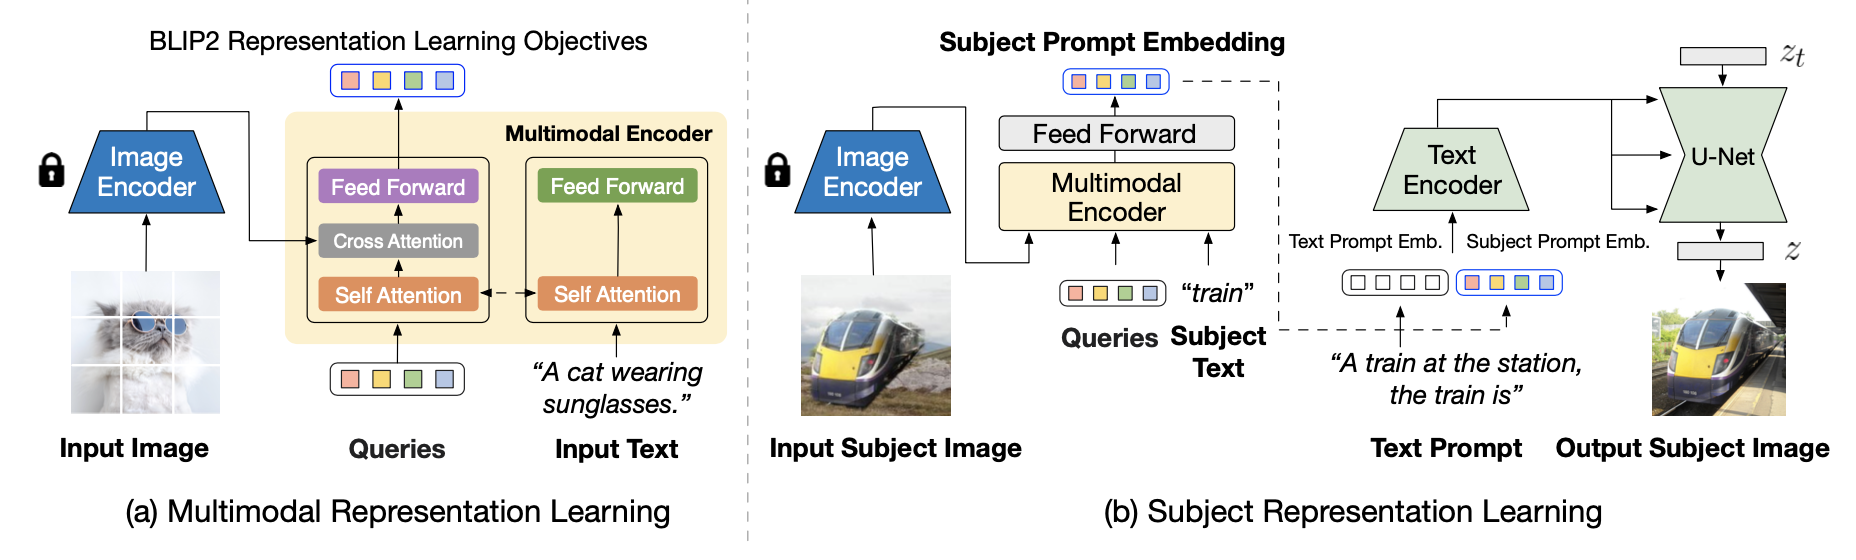 BLIP2 Representation Learning Objectives
Multimodal Encoder
Image
Encoder
Feed Forward
Cross Attention
Self Attention
Feed Forward
Self Attention
“A cat wearing
sunglasses.”
Input Image
Queries
Input Text
(a) Multimodal Representation Learning
Subject Prompt Embedding
Feed Forward
Image
Encoder
Multimodal
Encoder
“train”
Queries
Subject
Text
Input Subject Image
z_t
U-Net
Text
Encoder
z
Text Prompt Emb.
Subject Prompt Emb.
“A train at the station,
the train is”
Text Prompt
Output Subject Image
(b) Subject Representation Learning